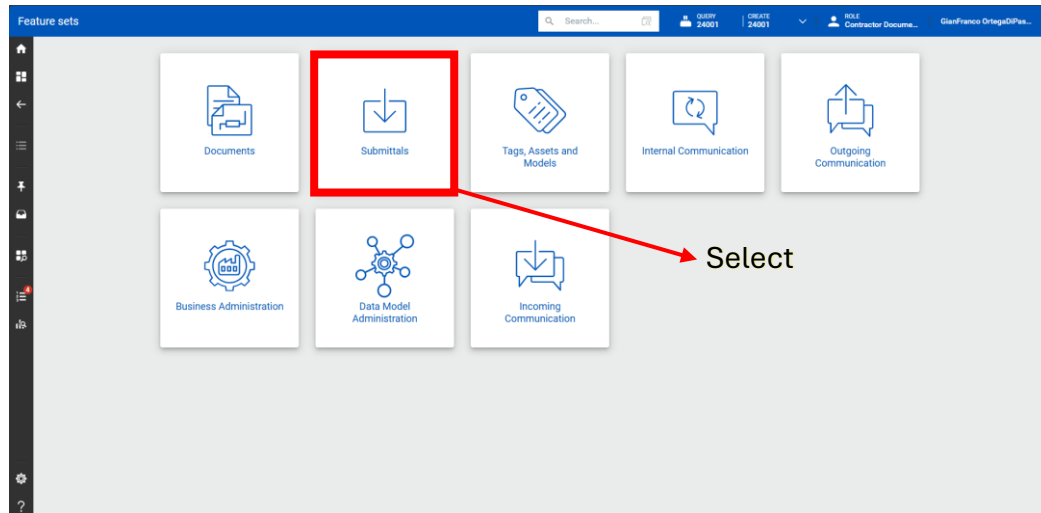 Feature sets
Search...
QUERY
24001
CREATE
24001
ROLE
Contractor Docume...
GianFranco OrtegaDiPas...
Documents
Submittals
Tags, Assets and
Models
Internal Communication
Outgoing
Communication
Select
4
Business Administration
Data Model
Administration
Incoming
Communication
?